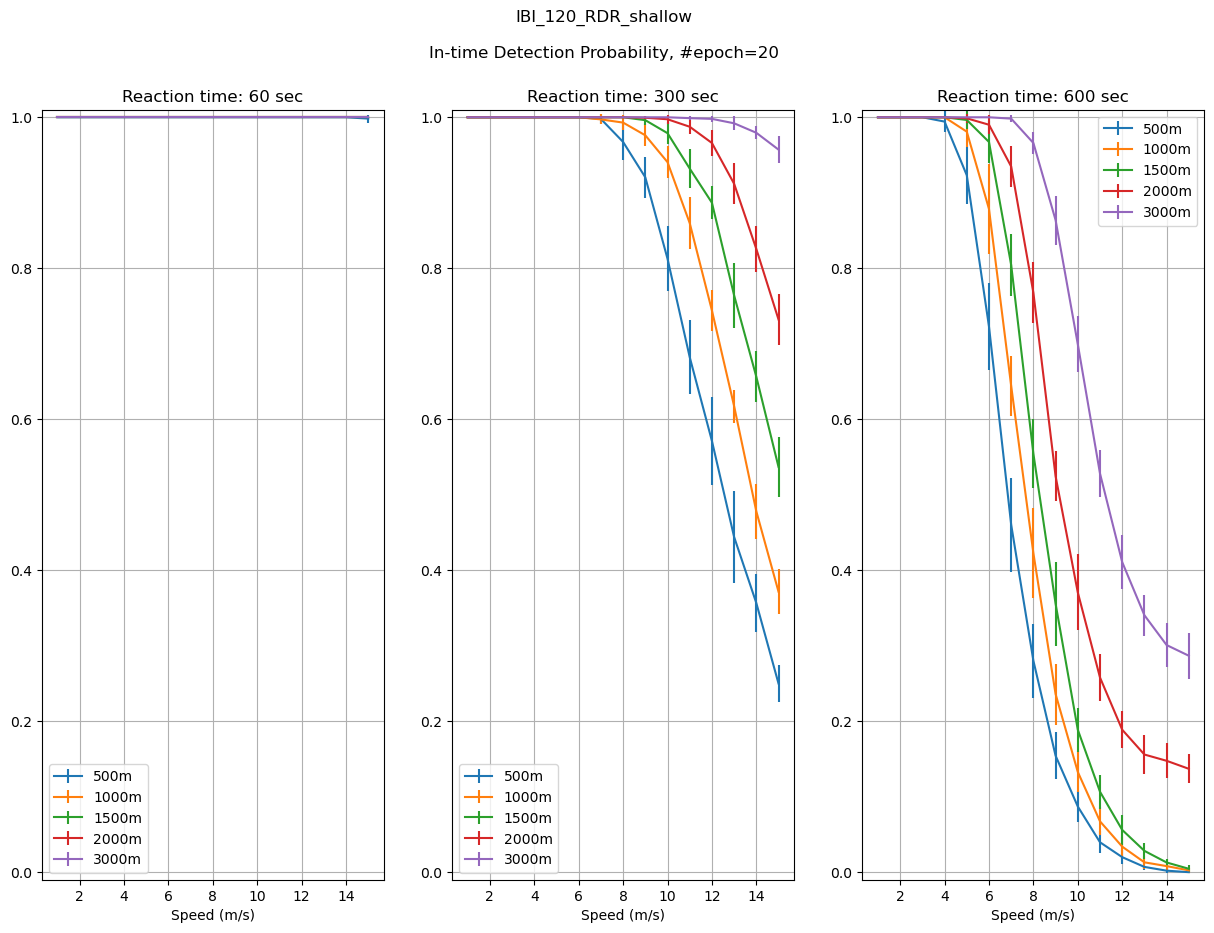 IBI_120_RDR_shallow
In-time Detection Probability, #epoch=20
Reaction time: 60 sec
1.0
0.8
0.6
0.4
0.2
0.0
500m
1000m
1500m
2000m
3000m
2 4 6 8 10 12 14
Speed (m/s)
Reaction time: 300 sec
1.0
0.8
0.6
0.4
0.2
0.0
500m
1000m
1500m
2000m
3000m
2 4 6 8 10 12 14
Speed (m/s)
Reaction time: 600 sec
1.0
0.8
0.6
0.4
0.2
0.0
500m
1000m
1500m
2000m
3000m
2 4 6 8 10 12 14
Speed (m/s)